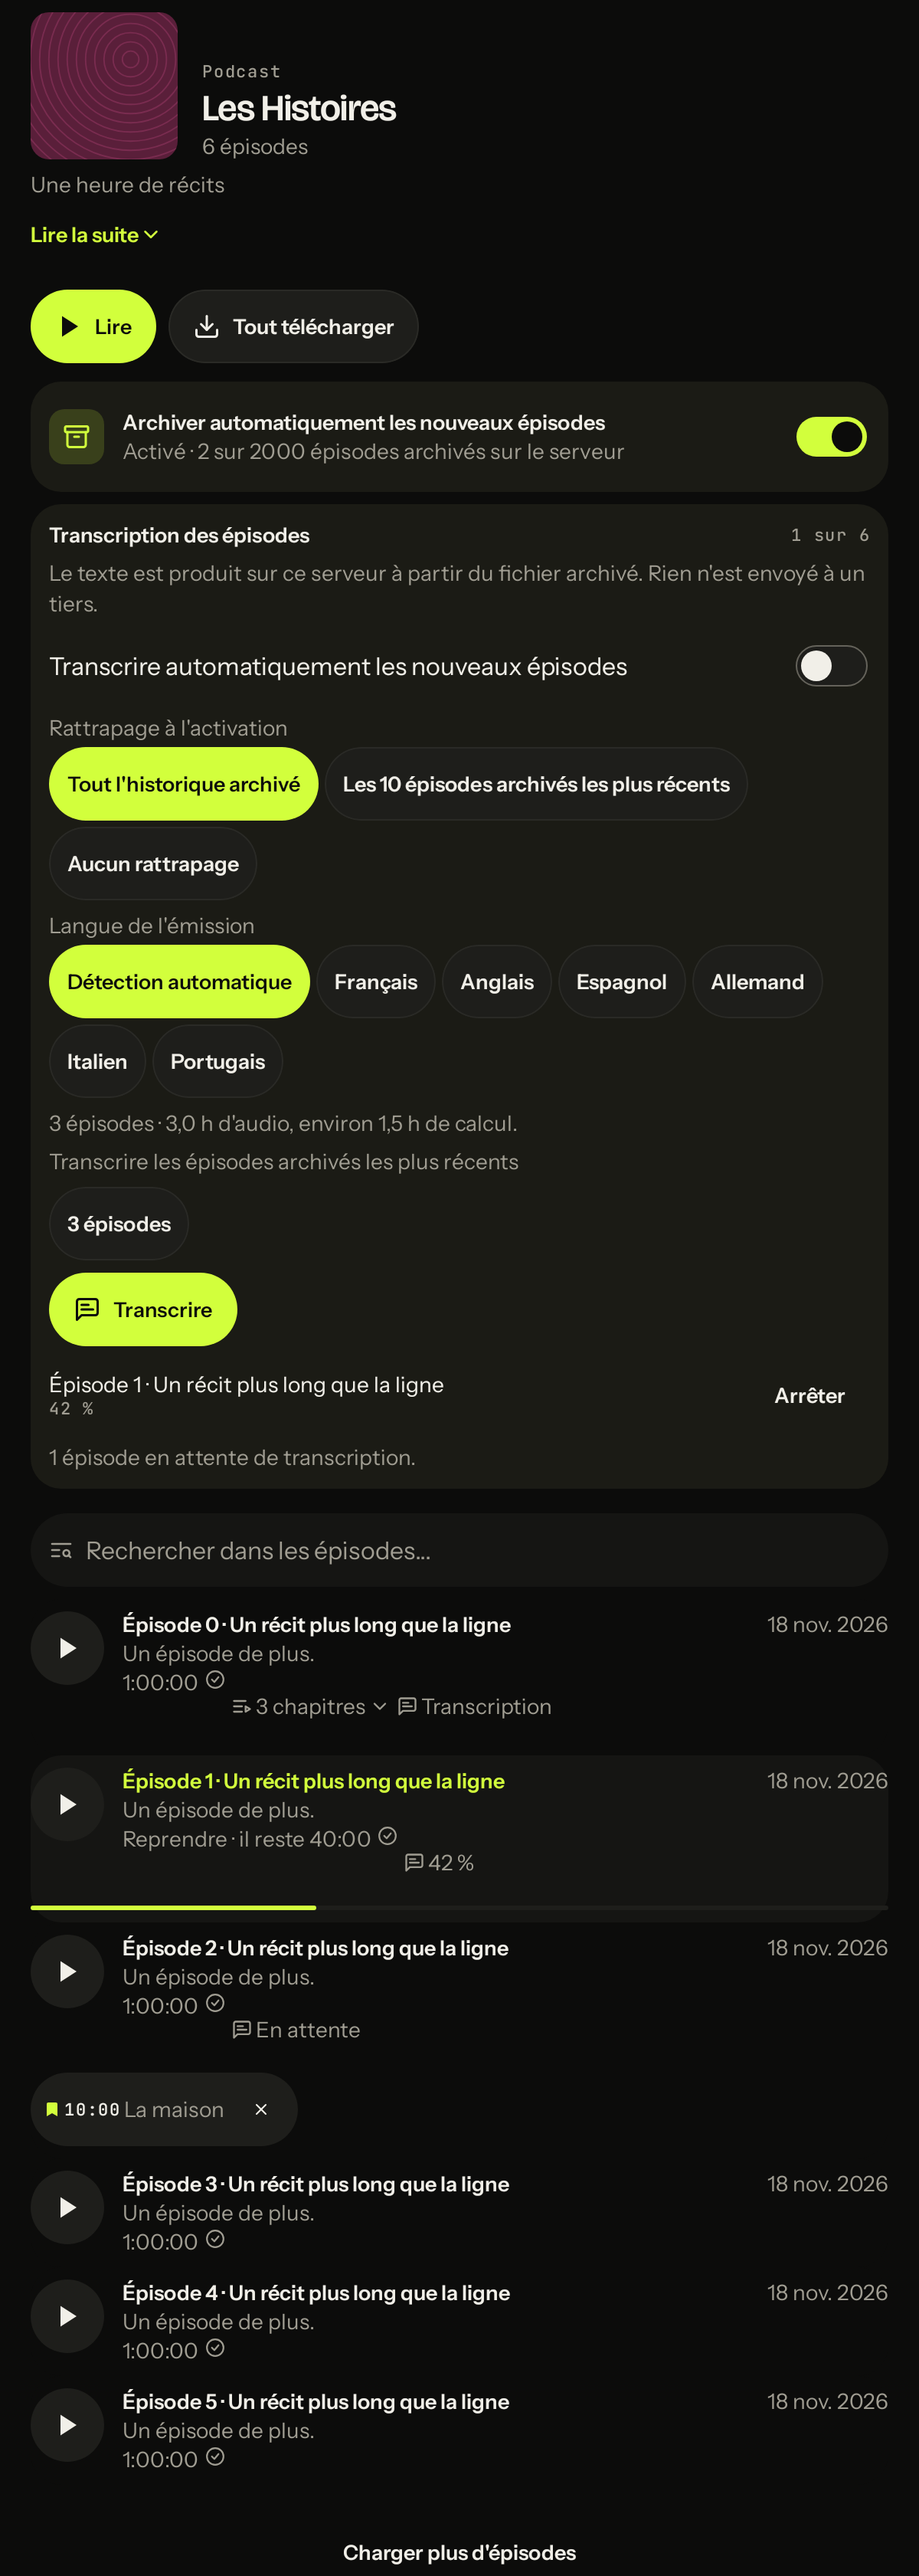 Podcast
Les Histoires
6 épisodes
Une heure de récits
Lire la suite
Lire
Tout télécharger
Archiver automatiquement les nouveaux épisodes
Activé · 2 sur 2000 épisodes archivés sur le serveur
Transcription des épisodes
1 sur 6
Le texte est produit sur ce serveur à partir du fichier archivé. Rien n'est envoyé à un
tiers.
Transcrire automatiquement les nouveaux épisodes
Rattrapage à l'activation
Tout l'historique archivé
Les 10 épisodes archivés les plus récents
Aucun rattrapage
Langue de l'émission
Détection automatique
Français
Anglais
Espagnol
Allemand
Italien
Portugais
3 épisodes · 3,0 h d'audio, environ 1,5 h de calcul.
Transcrire les épisodes archivés les plus récents
3 épisodes
Transcrire
Épisode 1 · Un récit plus long que la ligne
42 %
Arrêter
1 épisode en attente de transcription.
Rechercher dans les épisodes...
Épisode 0 · Un récit plus long que la ligne
18 nov. 2026
Un épisode de plus.
1:00:00
3 chapitres
Transcription
Épisode 1 · Un récit plus long que la ligne
18 nov. 2026
Un épisode de plus.
Reprendre · il reste 40:00
42 %
Épisode 2 · Un récit plus long que la ligne
18 nov. 2026
Un épisode de plus.
1:00:00
En attente
10:00 La maison
Épisode 3 · Un récit plus long que la ligne
18 nov. 2026
Un épisode de plus.
1:00:00
Épisode 4 · Un récit plus long que la ligne
18 nov. 2026
Un épisode de plus.
1:00:00
Épisode 5 · Un récit plus long que la ligne
18 nov. 2026
Un épisode de plus.
1:00:00
Charger plus d'épisodes